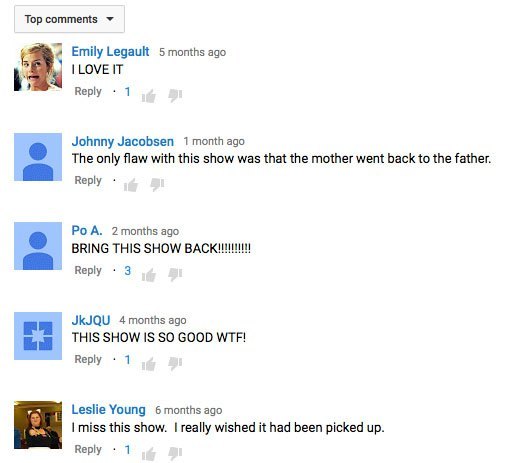 Top comments
Emily Legault 5 months ago
I LOVE IT
Reply · 1
Johnny Jacobsen 1 month ago
The only flaw with this show was that the mother went back to the father.
Reply ·
Po A. 2 months ago
BRING THIS SHOW BACK!!!!!!!!!!
Reply · 3
JkJQU 4 months ago
THIS SHOW IS SO GOOD WTF!
Reply · 1
Leslie Young 6 months ago
I miss this show.  I really wished it had been picked up.
Reply · 1